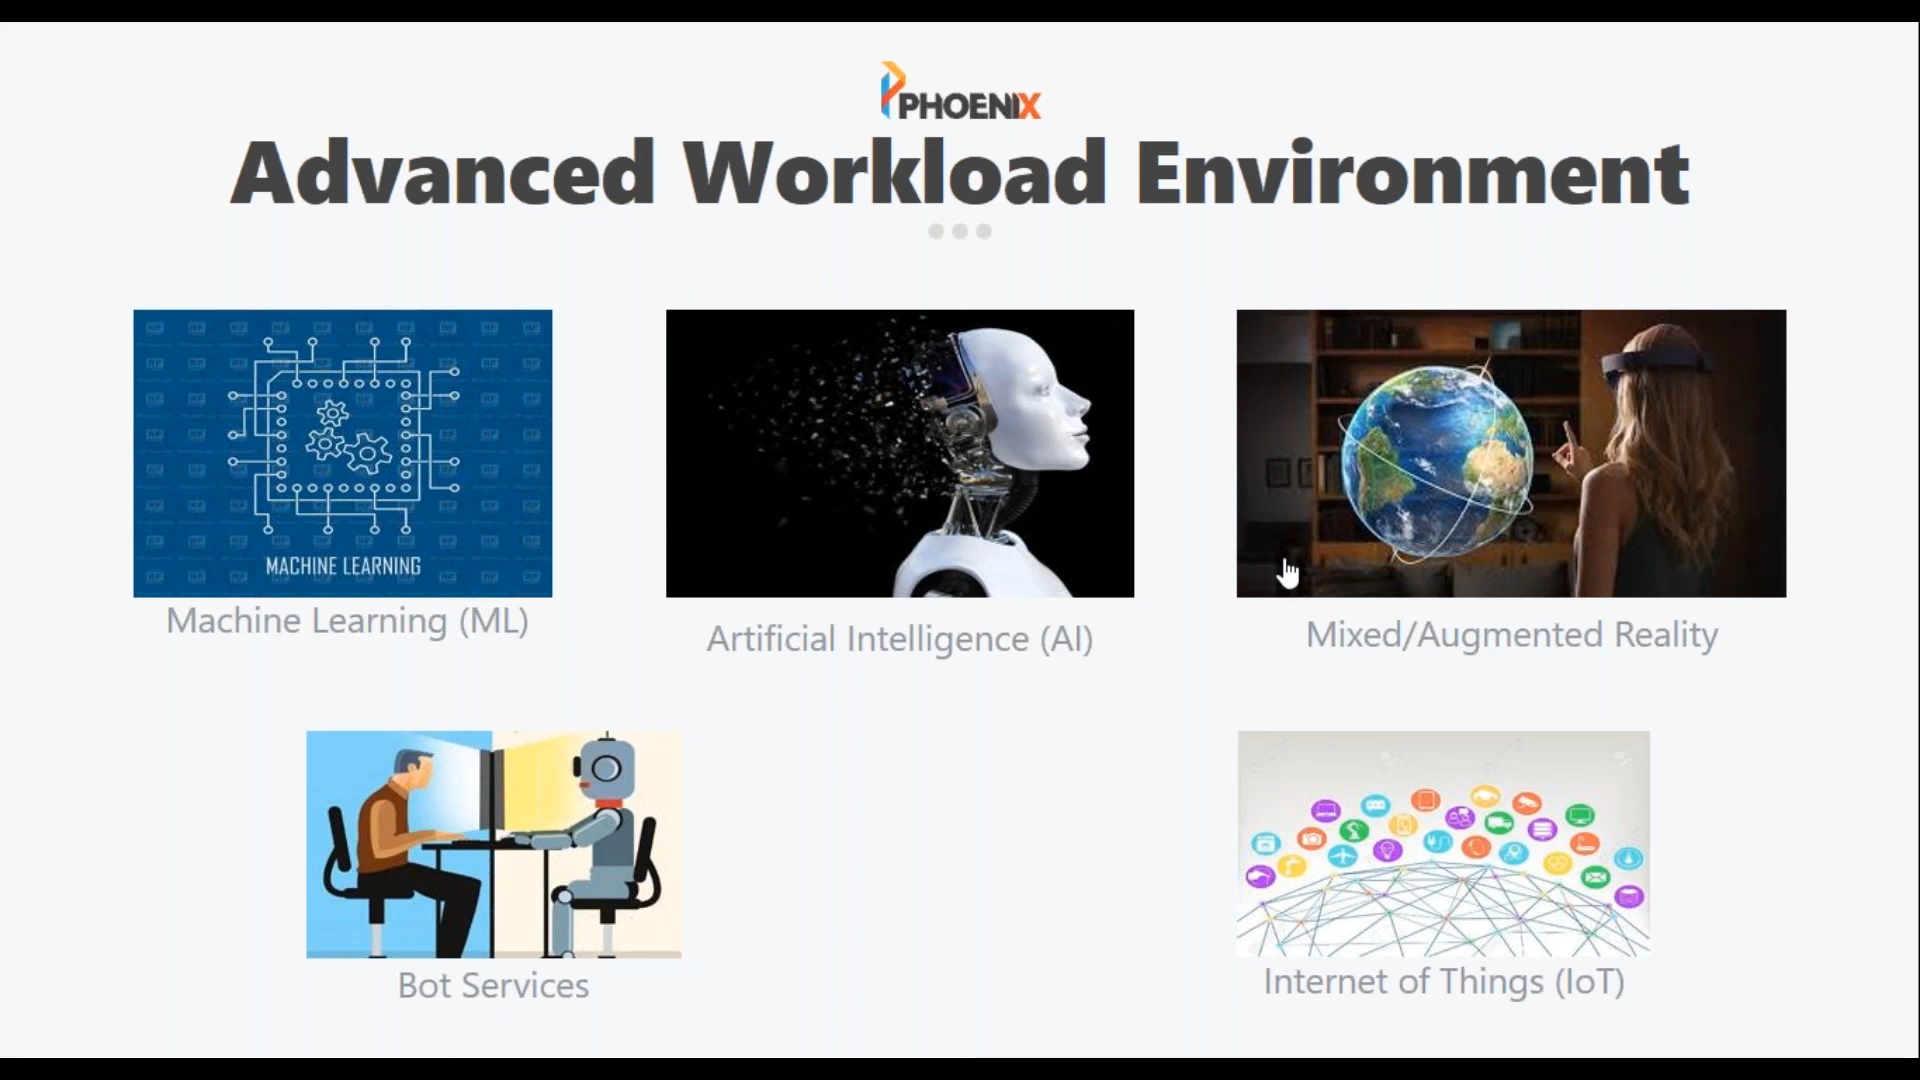 PHOENIX
Advanced Workload Environment
MACHINE LEARNING
Machine Learning (ML)
Artificial Intelligence (AI)
Mixed/Augmented Reality
Bot Services
Internet of Things (IoT)